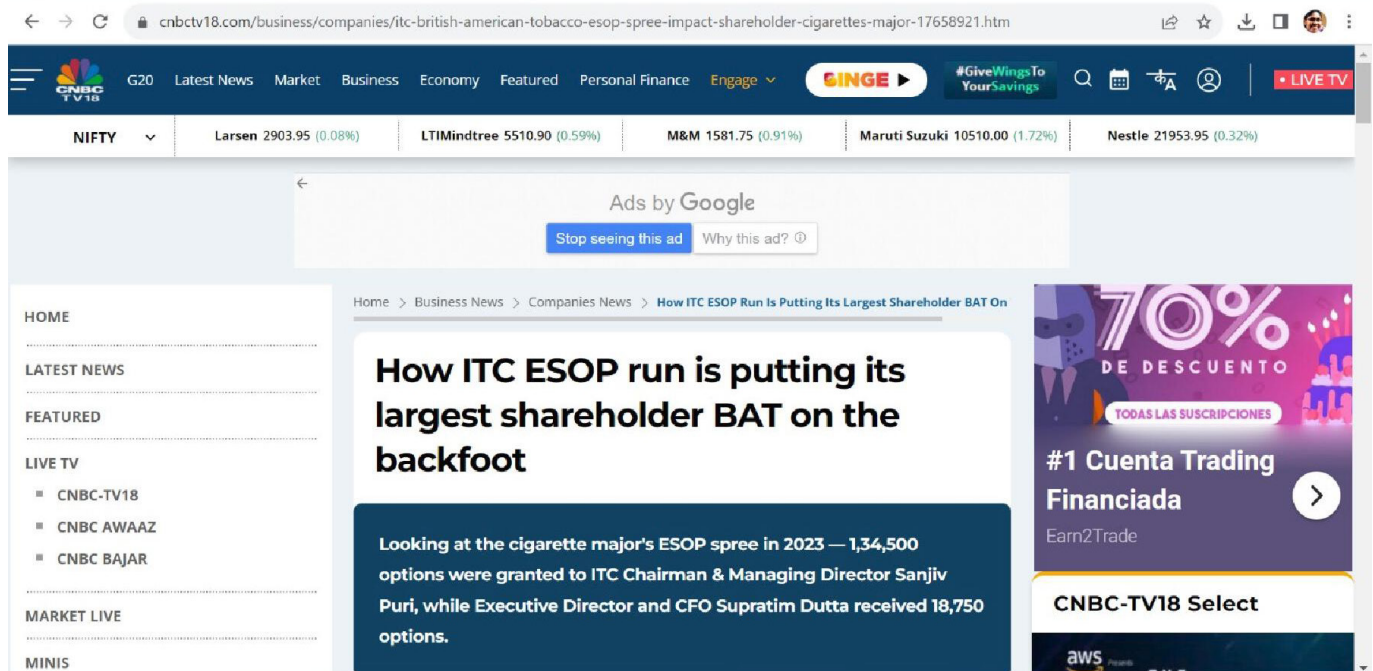 cnbctv18.com/business/companies/itc-british-american-tobacco-esop-spree-impact-shareholder-cigarettes-major-17658921.htm
CNBC
TV18
G20 Latest News Market Business Economy Featured Personal Finance Engage
BINGE
#GiveWingsTo
YourSavings
LIVE TV
NIFTY
Larsen 2903.95 (0.08%)
LTIMindtree 5510.90 (0.59%)
M&M 1581.75 (0.91%)
Maruti Suzuki 10510.00 (1.72%)
Nestle 21953.95 (0.32%)
Ads by Google
Stop seeing this ad
Why this ad?
HOME
LATEST NEWS
FEATURED
LIVE TV
CNBC-TV18
CNBC AWAAZ
CNBC BAJAR
MARKET LIVE
MINIS
Home > Business News > Companies News > How ITC ESOP Run Is Putting Its Largest Shareholder BAT On
How ITC ESOP run is putting its
largest shareholder BAT on the
backfoot
Looking at the cigarette major's ESOP spree in 2023 — 1,34,500
options were granted to ITC Chairman & Managing Director Sanjiv
Puri, while Executive Director and CFO Supratim Dutta received 18,750
options.
70%
DE DESCUENTO
TODAS LAS SUSCRIPCIONES
#1 Cuenta Trading
Financiada
Earn2Trade
CNBC-TV18 Select
aws